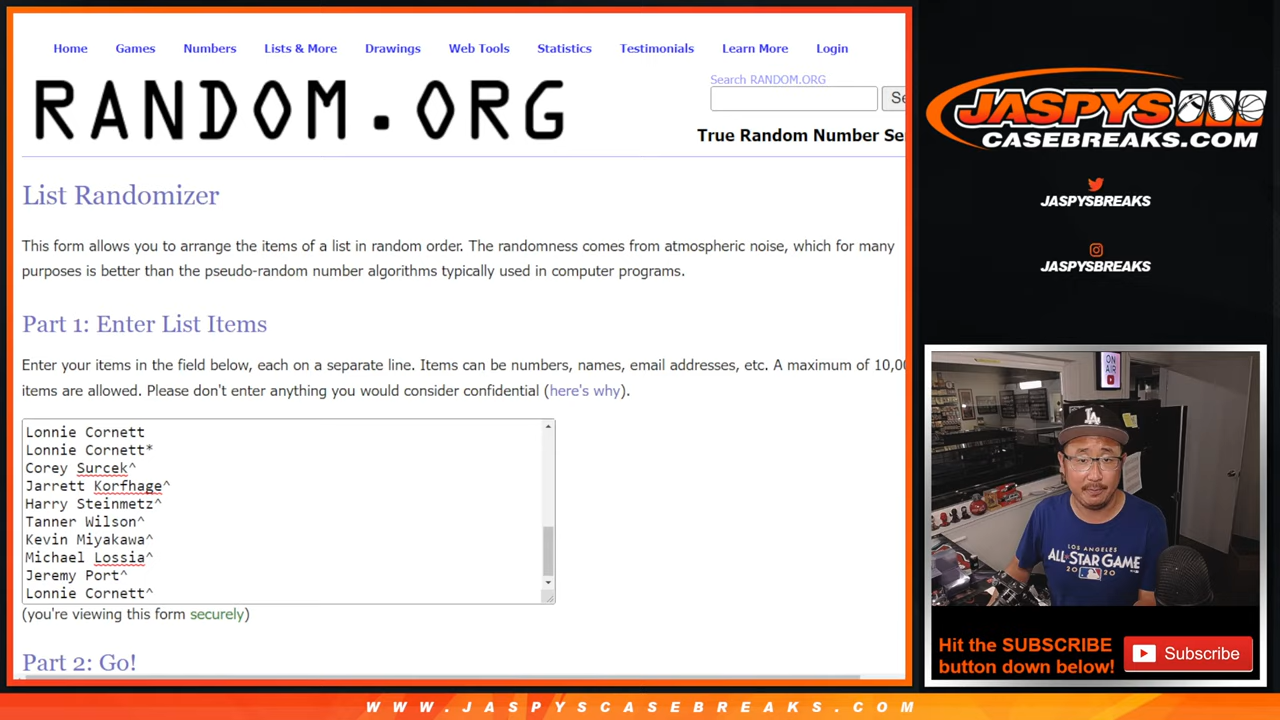 Home Games Numbers Lists & More Drawings Web Tools Statistics Testimonials Learn More Login
RANDOM.ORG
Search RANDOM.ORG
Se
True Random Number Se
List Randomizer
This form allows you to arrange the items of a list in random order. The randomness comes from atmospheric noise, which for many
purposes is better than the pseudo-random number algorithms typically used in computer programs.
Part 1: Enter List Items
Enter your items in the field below, each on a separate line. Items can be numbers, names, email addresses, etc. A maximum of 10,00
items are allowed. Please don't enter anything you would consider confidential (here's why).
Lonnie Cornett
Lonnie Cornett*
Corey Surcek^
Jarrett Korfhage^
Harry Steinmetz^
Tanner Wilson^
Kevin Miyakawa^
Michael Lossia^
Jeremy Port^
Lonnie Cornett^
(you're viewing this form securely)
Part 2: Go!
JASPYS
CASEBREAKS.COM
JASPYSBREAKS
JASPYSBREAKS
ON
AIR
LA
LOS ANGELES
ALL-STAR GAME
2020
Hit the SUBSCRIBE
button down below!
Subscribe
WWW.JASPYSCASEBREAKS.COM